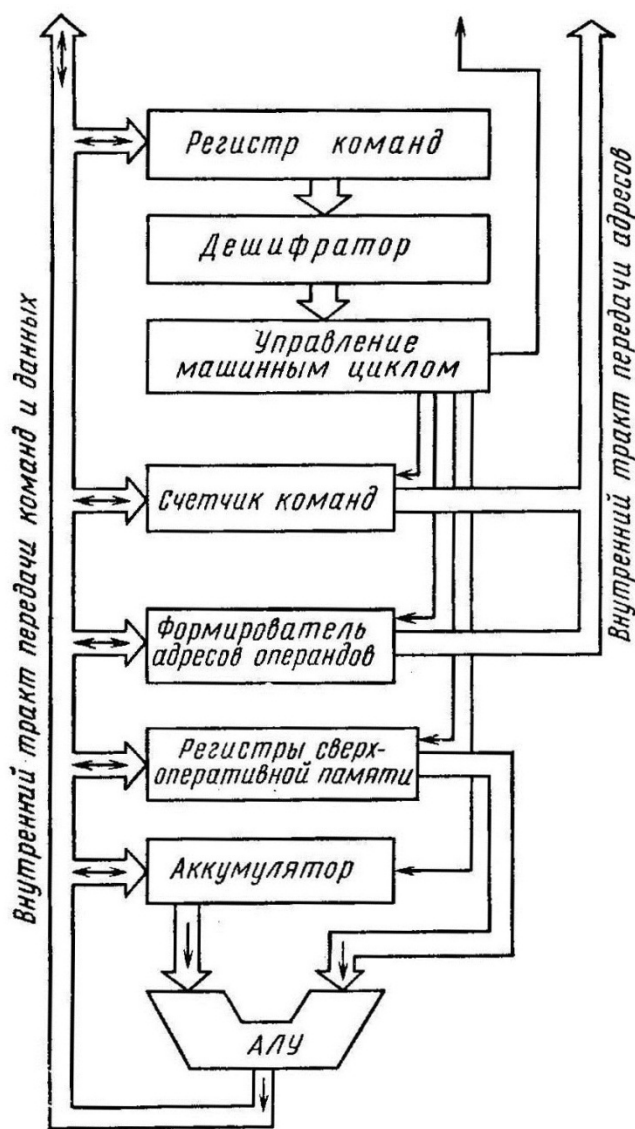 Регистр команд
Дешифратор
Управление
машинным циклом
Счетчик команд
Формирователь
адресов операндов
Регистры сверх-
оперативной памяти
Аккумулятор
АЛУ
Внутренний тракт передачи команд и данных
Внутренний тракт передачи адресов